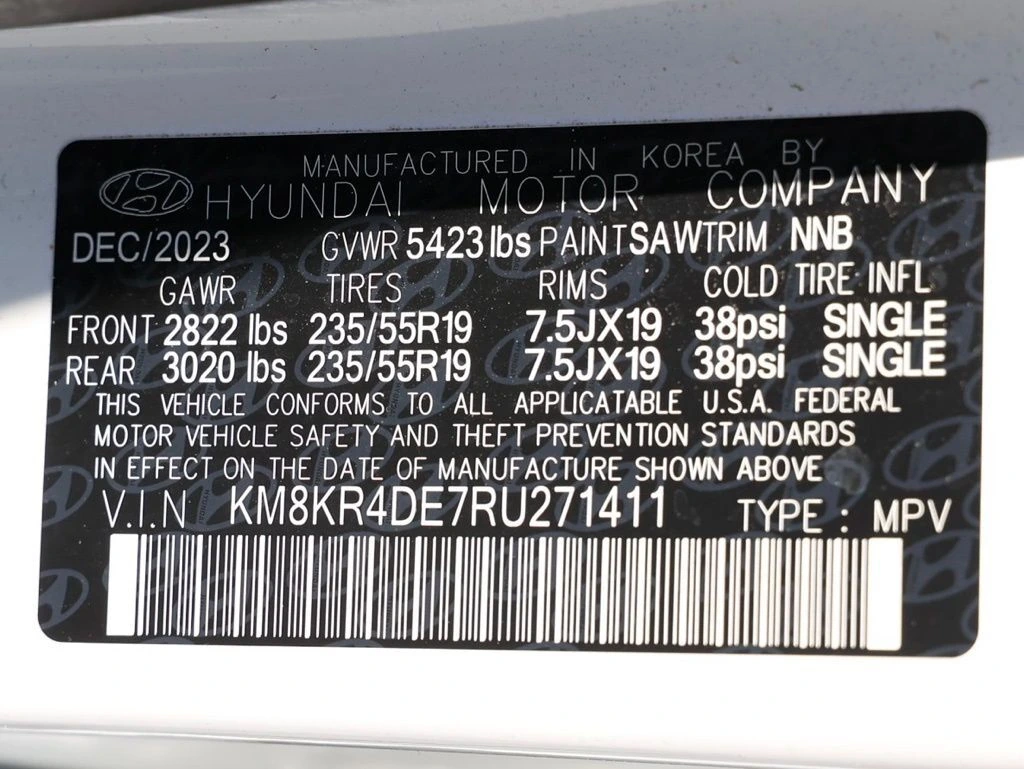 MANUFACTURED IN KOREA BY
HYUNDAI MOTOR COMPANY
DEC/2023 GVWR 5423 lbs PAINT SAW TRIM NNB
GAWR TIRES RIMS COLD TIRE INFL
FRONT 2822 lbs 235/55R19 7.5JX19 38psi SINGLE
REAR 3020 lbs 235/55R19 7.5JX19 38psi SINGLE
THIS VEHICLE CONFORMS TO ALL APPLICATABLE U.S.A. FEDERAL
MOTOR VEHICLE SAFETY AND THEFT PREVENTION STANDARDS
IN EFFECT ON THE DATE OF MANUFACTURE SHOWN ABOVE
V.I.N KM8KR4DE7RU271411 TYPE : MPV